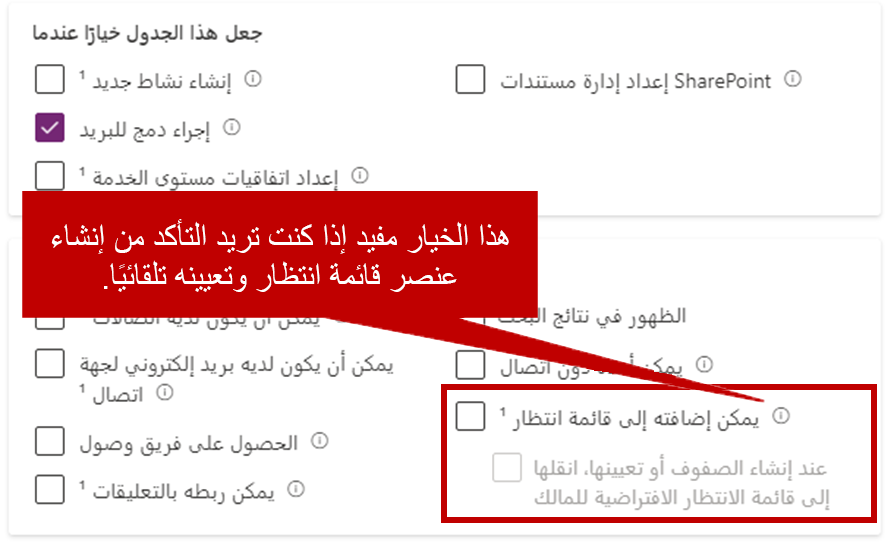 جعل هذا الجدول خيارًا عندما
إنشاء نشاط جديد ¹
إجراء دمج للبريد
إعداد اتفاقيات مستوى الخدمة ¹
SharePoint إعداد إدارة مستندات
هذا الخيار مفيد إذا كنت تريد التأكد من إنشاء
عنصر قائمة انتظار وتعيينه تلقائيًا.
يمكن أن يكون لديه اتصالات
يمكن أن يكون لديه بريد إلكتروني لجهة
اتصال ¹
الحصول على فريق وصول
يمكن ربطه بالتعليقات ¹
الظهور في نتائج البحث
يمكن دون اتصال
يمكن إضافته إلى قائمة انتظار ¹
عند إنشاء الصفوف أو تعيينها، انقلها
إلى قائمة الانتظار الافتراضية للمالك